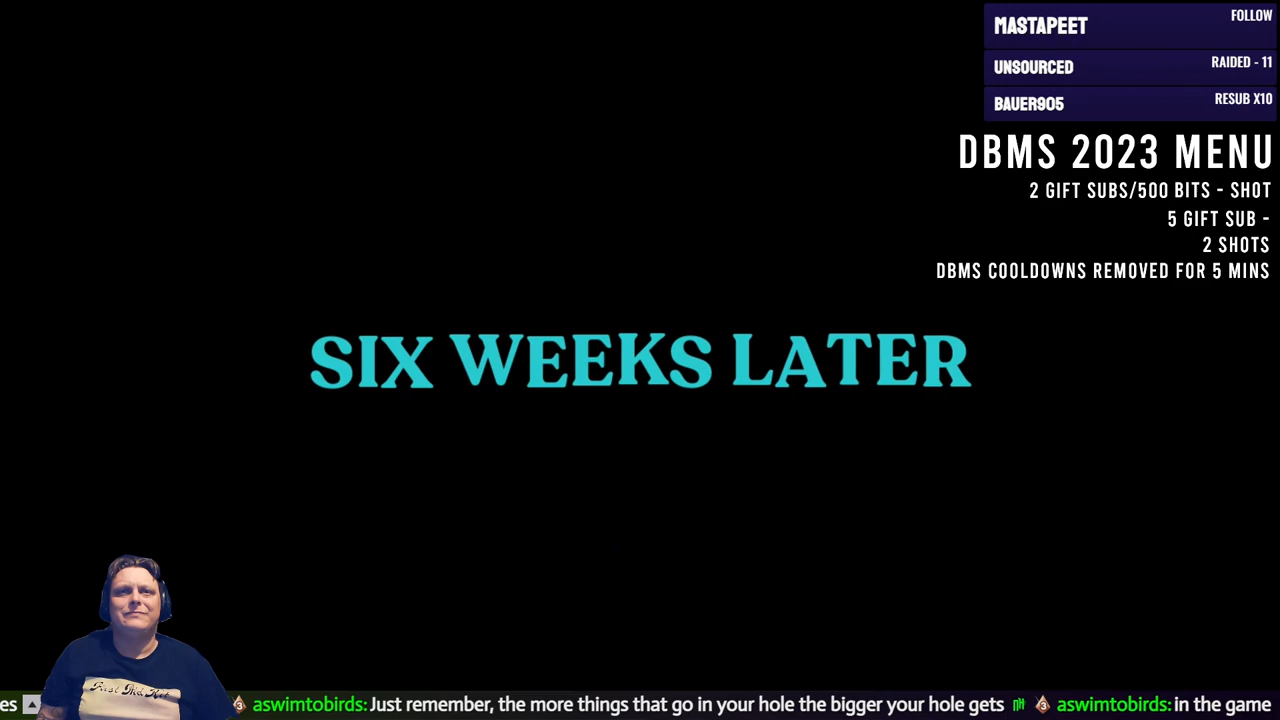 MASTAPEET FOLLOW
UNSOURCED RAIDED - 11
BAUER905 RESUB X10
DBMS 2023 MENU
2 GIFT SUBS/500 BITS - SHOT
5 GIFT SUB -
2 SHOTS
DBMS COOLDOWNS REMOVED FOR 5 MINS
SIX WEEKS LATER
es aswimtobirds: Just remember, the more things that go in your hole the bigger your hole gets aswimtobirds: in the game